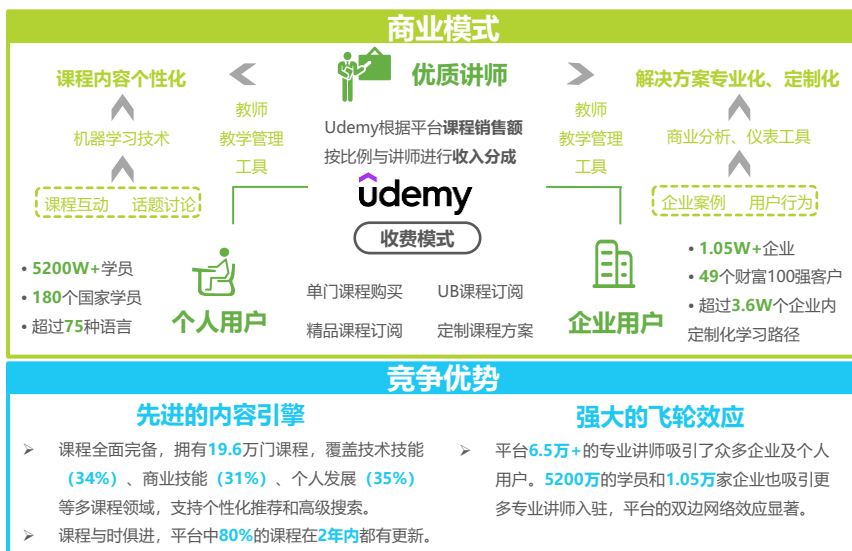 商业模式
课程内容个性化
优质讲师
解决方案专业化、定制化
机器学习技术
教师
教学管理
工具
Udemy根据平台课程销售额
按比例与讲师进行收入分成
教师
教学管理
工具
商业分析、仪表工具
课程互动 话题讨论
企业案例 用户行为
ûdemy
收费模式
• 5200W+学员
• 180个国家学员
• 超过75种语言
个人用户
单门课程购买 UB课程订阅
精品课程订阅 定制课程方案
企业用户
• 1.05W+企业
• 49个财富100强客户
• 超过3.6W个企业内
定制化学习路径
竞争优势
先进的内容引擎
➢ 课程全面完备，拥有19.6万门课程，覆盖技术技能
（34%）、商业技能（31%）、个人发展（35%）
等多课程领域，支持个性化推荐和高级搜索。
➢ 课程与时俱进，平台中80%的课程在2年内都有更新。
强大的飞轮效应
➢ 平台6.5万+的专业讲师吸引了众多企业及个人
用户。5200万的学员和1.05万家企业也吸引更
多专业讲师入驻，平台的双边网络效应显著。